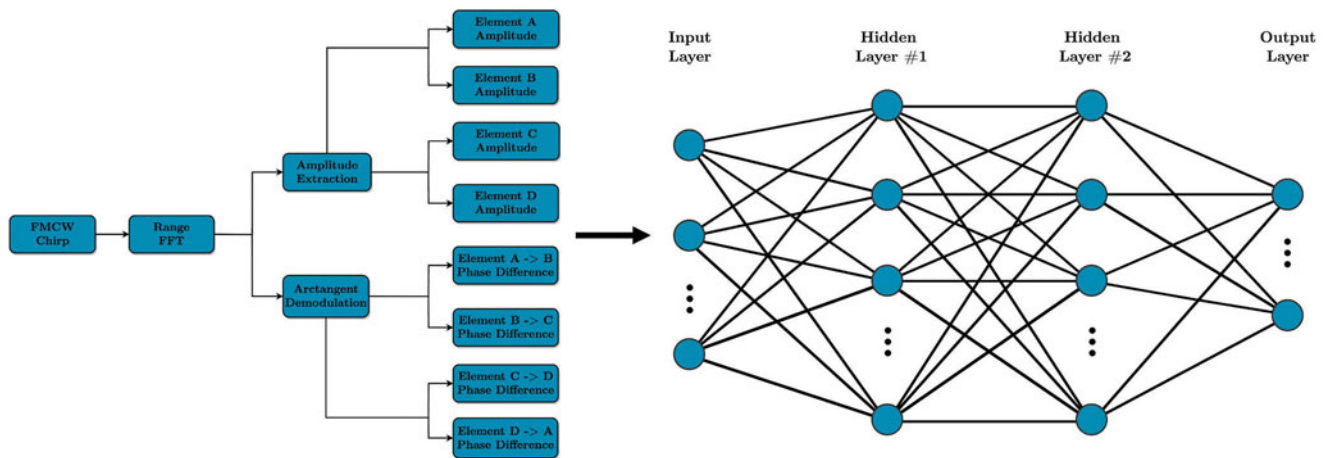 FMCW
Chirp
Range
FFT
Amplitude
Extraction
Arctangent
Demodulation
Element A
Amplitude
Element B
Amplitude
Element C
Amplitude
Element D
Amplitude
Element A -> B
Phase Difference
Element B -> C
Phase Difference
Element C -> D
Phase Difference
Element D -> A
Phase Difference
Input
Layer
Hidden
Layer #1
Hidden
Layer #2
Output
Layer